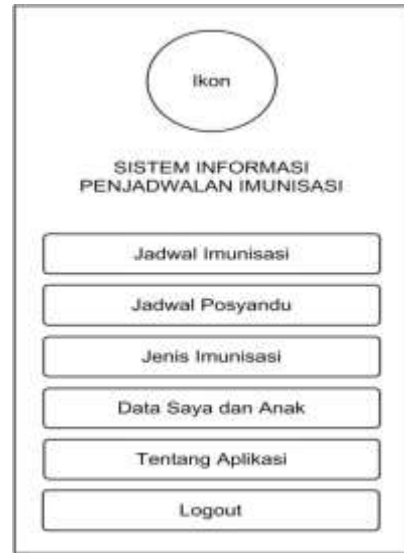 Ikon
SISTEM INFORMASI
PENJADWALAN IMUNISASI
Jadwal Imunisasi
Jadwal Posyandu
Jenis Imunisasi
Data Saya dan Anak
Tentang Aplikasi
Logout